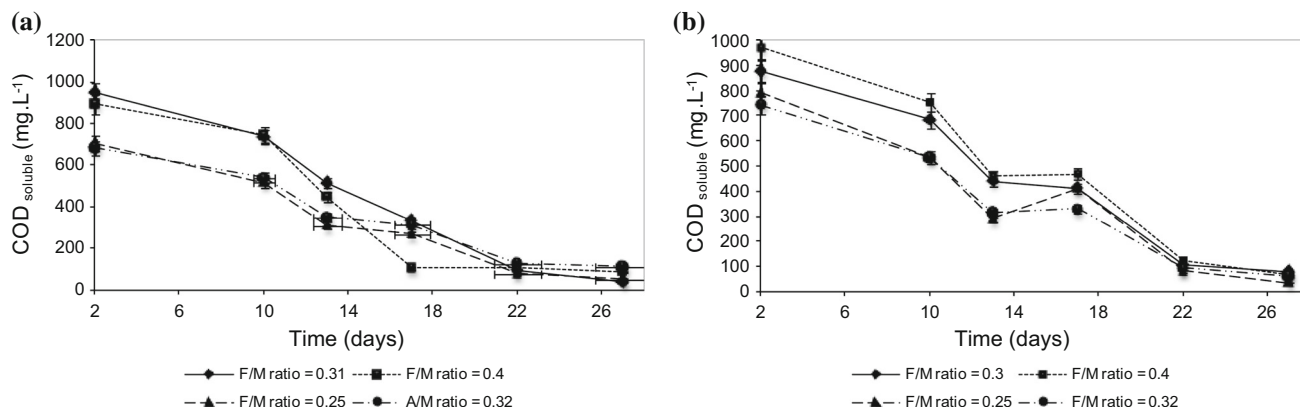 (a)
1200
1000
800
600
400
200
0
COD soluble (mg.L-1)
2 6 10 14 18 22 26
Time (days)
F/M ratio = 0.31 F/M ratio = 0.4
F/M ratio = 0.25 A/M ratio = 0.32
(b)
1000
900
800
700
600
500
400
300
200
100
0
COD soluble (mg.L-1)
2 6 10 14 18 22 26
Time (days)
F/M ratio = 0.3 F/M ratio = 0.4
F/M ratio = 0.25 F/M ratio = 0.32